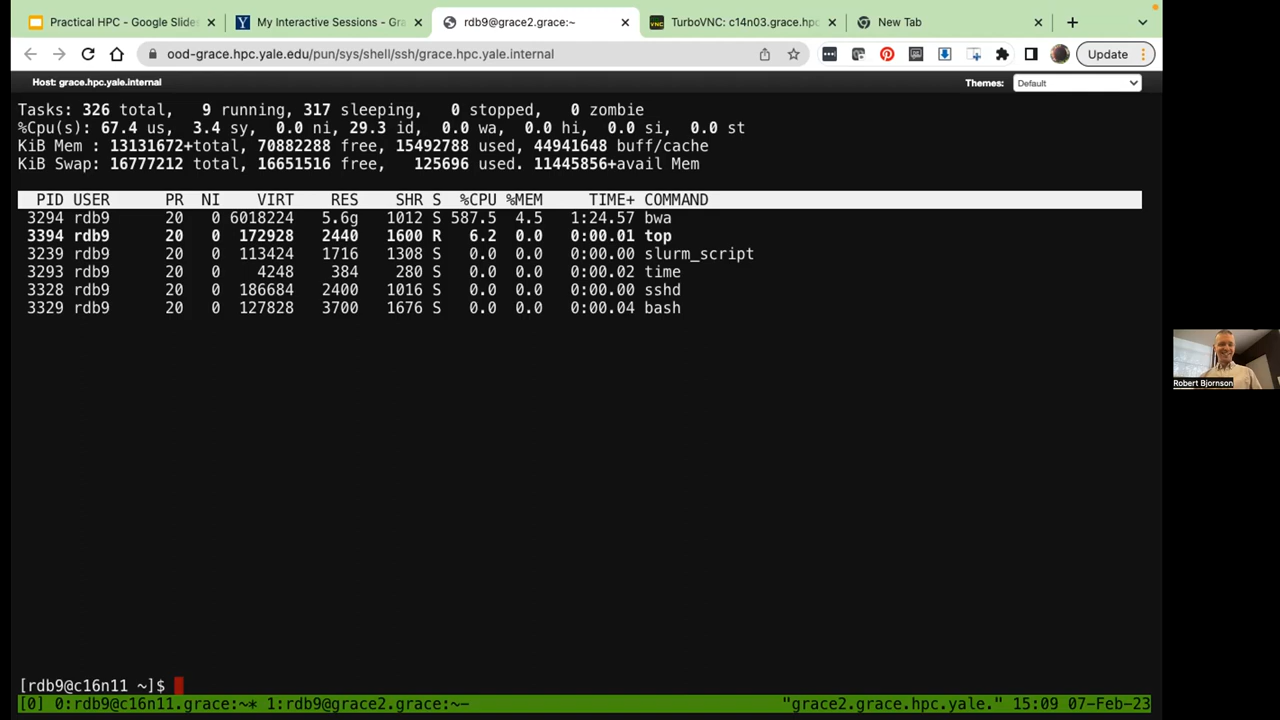 Practical HPC - Google Slides
My Interactive Sessions - Gra
rdb9@grace2.grace:~
TurboVNC: c14n03.grace.hpc
New Tab
ood-grace.hpc.yale.edu/pun/sys/shell/ssh/grace.hpc.yale.internal
Update
Host: grace.hpc.yale.internal
Themes: Default
Tasks: 326 total, 9 running, 317 sleeping, 0 stopped, 0 zombie
%Cpu(s): 67.4 us, 3.4 sy, 0.0 ni, 29.3 id, 0.0 wa, 0.0 hi, 0.0 si, 0.0 st
KiB Mem : 13131672+total, 70882288 free, 15492788 used, 44941648 buff/cache
KiB Swap: 16777212 total, 16651516 free, 125696 used. 11445856+avail Mem
PID USER PR NI VIRT RES SHR S %CPU %MEM TIME+ COMMAND
3294 rdb9 20 0 6018224 5.6g 1012 S 587.5 4.5 1:24.57 bwa
3394 rdb9 20 0 172928 2440 1600 R 6.2 0.0 0:00.01 top
3239 rdb9 20 0 113424 1716 1308 S 0.0 0.0 0:00.00 slurm_script
3293 rdb9 20 0 4248 384 280 S 0.0 0.0 0:00.02 time
3328 rdb9 20 0 186684 2400 1016 S 0.0 0.0 0:00.00 sshd
3329 rdb9 20 0 127828 3700 1676 S 0.0 0.0 0:00.04 bash
Robert Bjornson
[rdb9@c16n11 ~]$
[0] 0:rdb9@c16n11.grace:~* 1:rdb9@grace2.grace:~- "grace2.grace.hpc.yale." 15:09 07-Feb-23